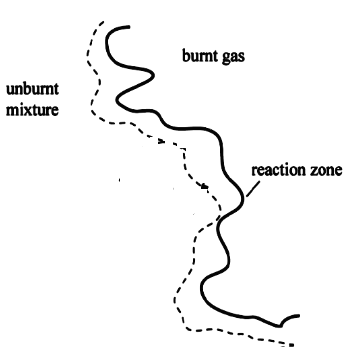 burnt gas
unburnt
mixture
reaction zone